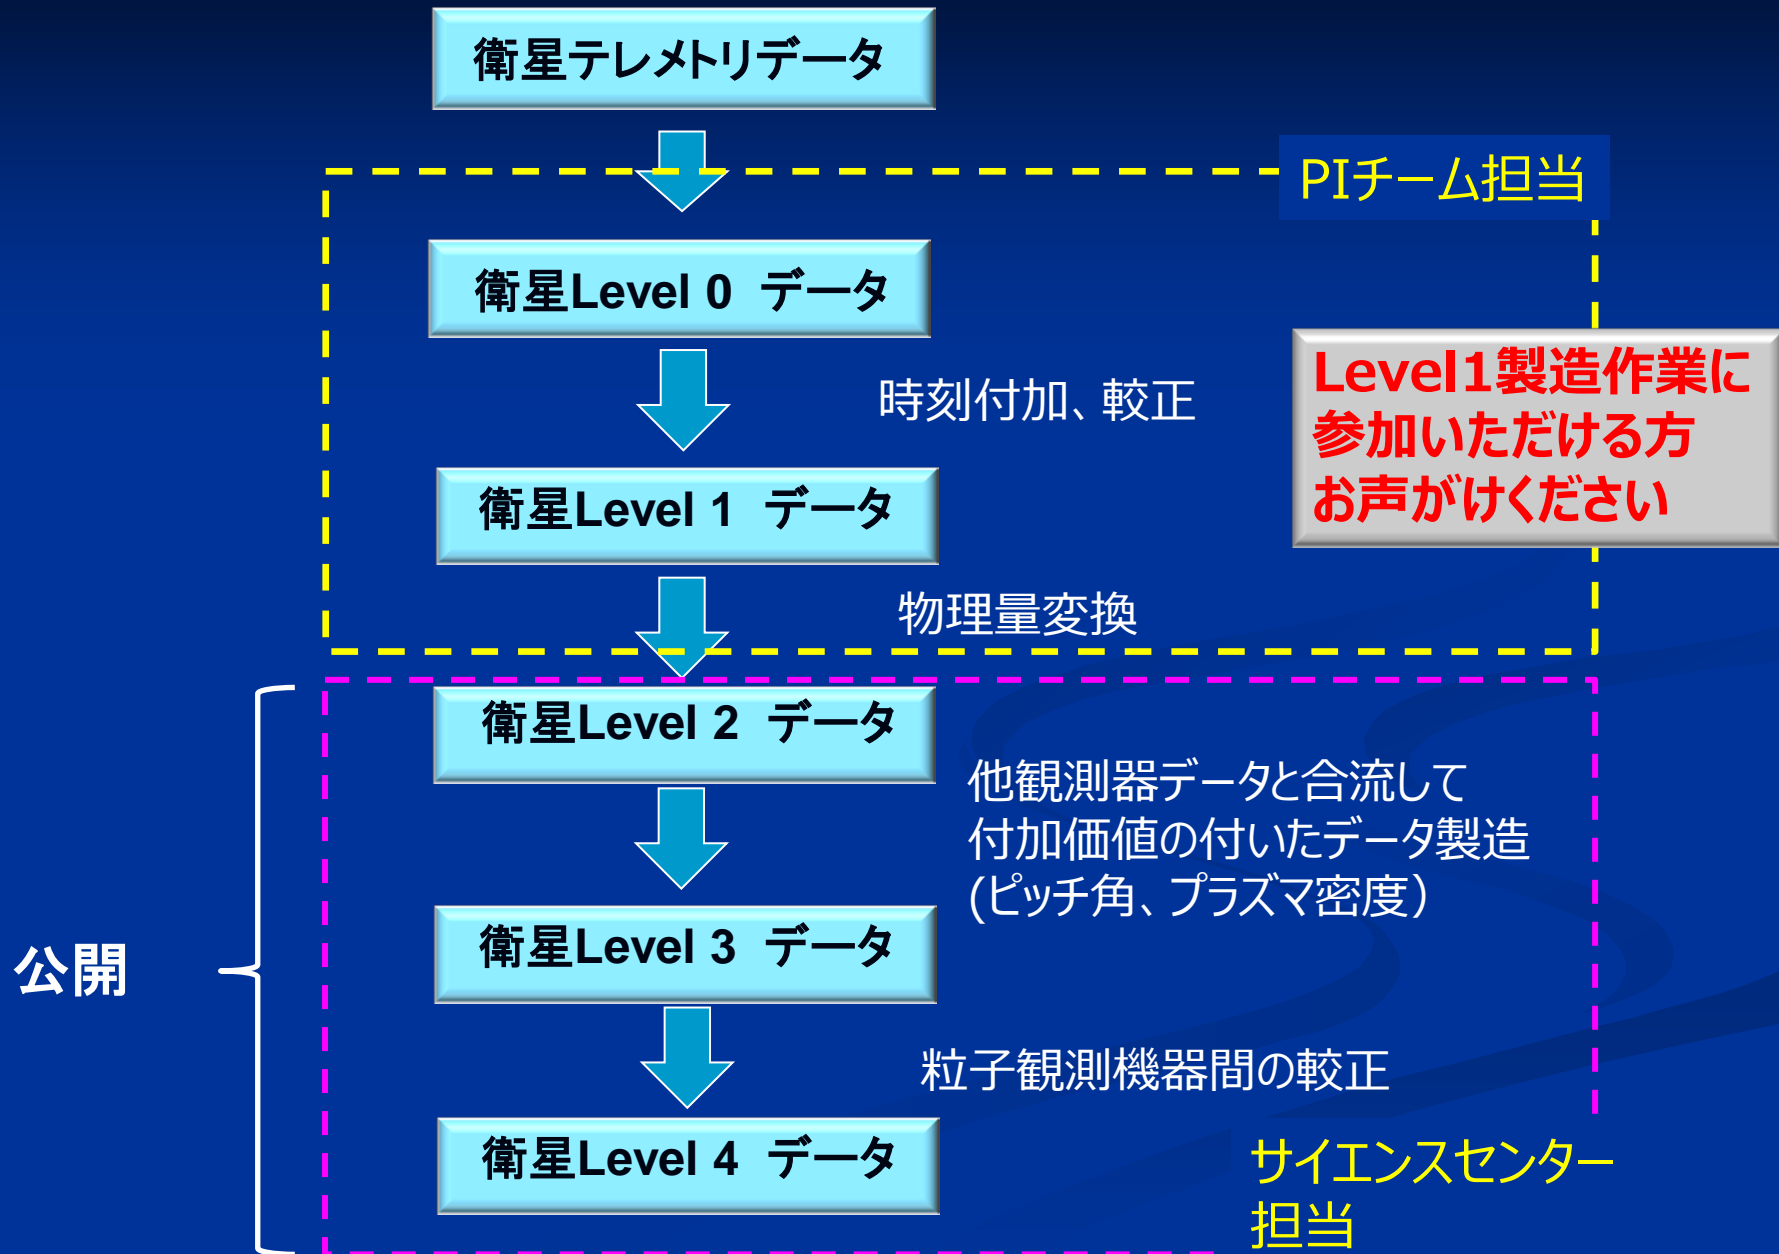 衛星テレメトリデータ
PIチーム担当
衛星Level 0 データ
Level1製造作業に
参加いただける方
お声がけください
時刻付加、較正
衛星Level 1 データ
物理量変換
衛星Level 2 データ
他観測器データと合流して
付加価値の付いたデータ製造
(ピッチ角、プラズマ密度）
衛星Level 3 データ
公開
粒子観測機器間の較正
衛星Level 4 データ
サイエンスセンター
担当